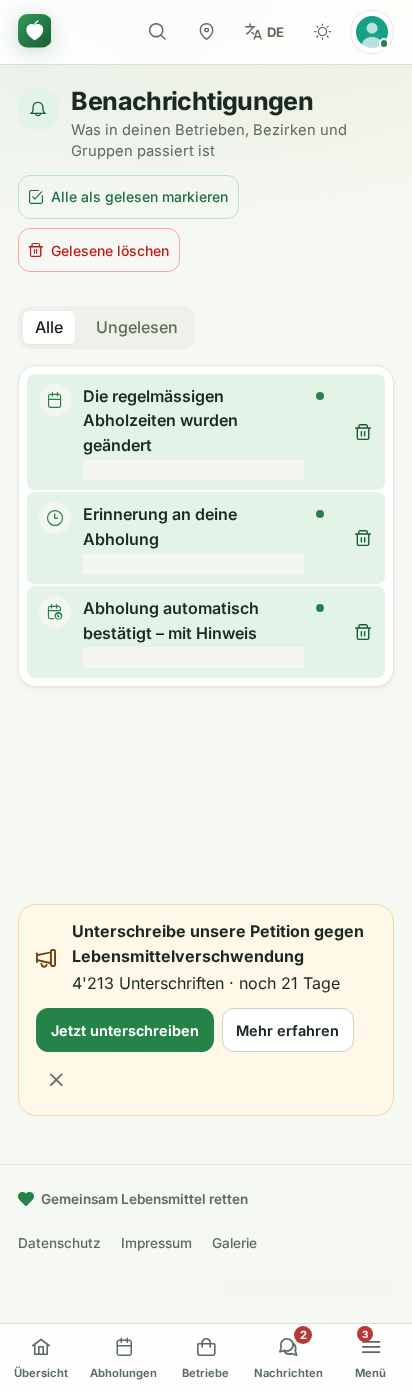 DE
Benachrichtigungen
Was in deinen Betrieben, Bezirken und
Gruppen passiert ist
Alle als gelesen markieren
Gelesene löschen
Alle
Ungelesen
Die regelmässigen
Abholzeiten wurden
geändert
Erinnerung an deine
Abholung
Abholung automatisch
bestätigt – mit Hinweis
Unterschreibe unsere Petition gegen
Lebensmittelverschwendung
4'213 Unterschriften · noch 21 Tage
Jetzt unterschreiben
Mehr erfahren
Gemeinsam Lebensmittel retten
Datenschutz Impressum Galerie
2
3
Übersicht Abholungen Betriebe Nachrichten Menü